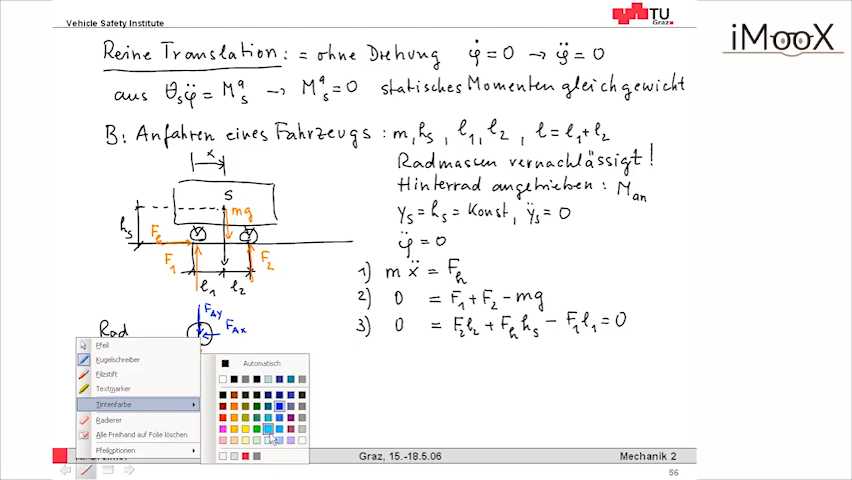 Vehicle Safety Institute
TU
Graz
iMooX
Reine Translation : = ohne Drehung φ̇ = 0 → φ̈ = 0
aus θsφ̈ = Mᵃs → Mᵃs = 0 statisches Momentengleichgewicht
B: Anfahren eines Fahrzeugs : m, hs, l1, l2, l = l1 + l2
Radmassen vernachlässigt!
Hinterrad angetrieben : Man
ys = hs = Konst, ÿs = 0
φ̈ = 0
x
S
mg
hs
Fh
F1
F2
l1
l2
1) m ẍ = Fh
2) 0 = F1 + F2 - mg
3) 0 = F2l2 + Fhhs - F1l1 = 0
FAy
FAx
Rad
Pfeil
Kugelschreiber
Filzstift
Textmarker
Tintenfarbe
Radierer
Alle Freihand auf Folie löschen
Pfeiloptionen
Automatisch
Graz, 15.-18.5.06
Mechanik 2
56